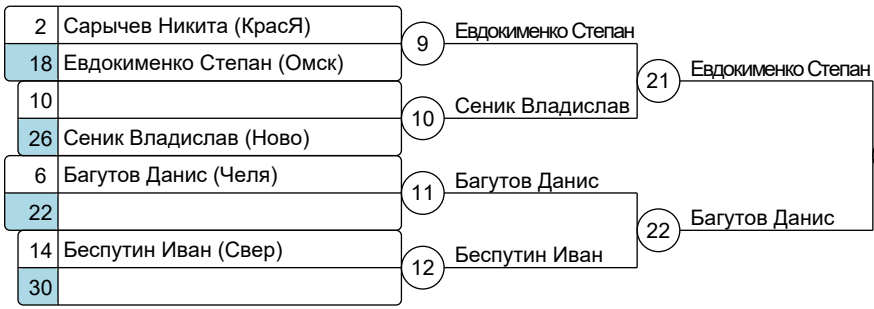 2 Сарычев Никита (КрасЯ)
9 Евдокименко Степан
18 Евдокименко Степан (Омск)
21 Евдокименко Степан
10
10 Сеник Владислав
26 Сеник Владислав (Ново)
6 Багутов Данис (Челя)
11 Багутов Данис
22
22 Багутов Данис
14 Беспутин Иван (Свер)
12 Беспутин Иван
30